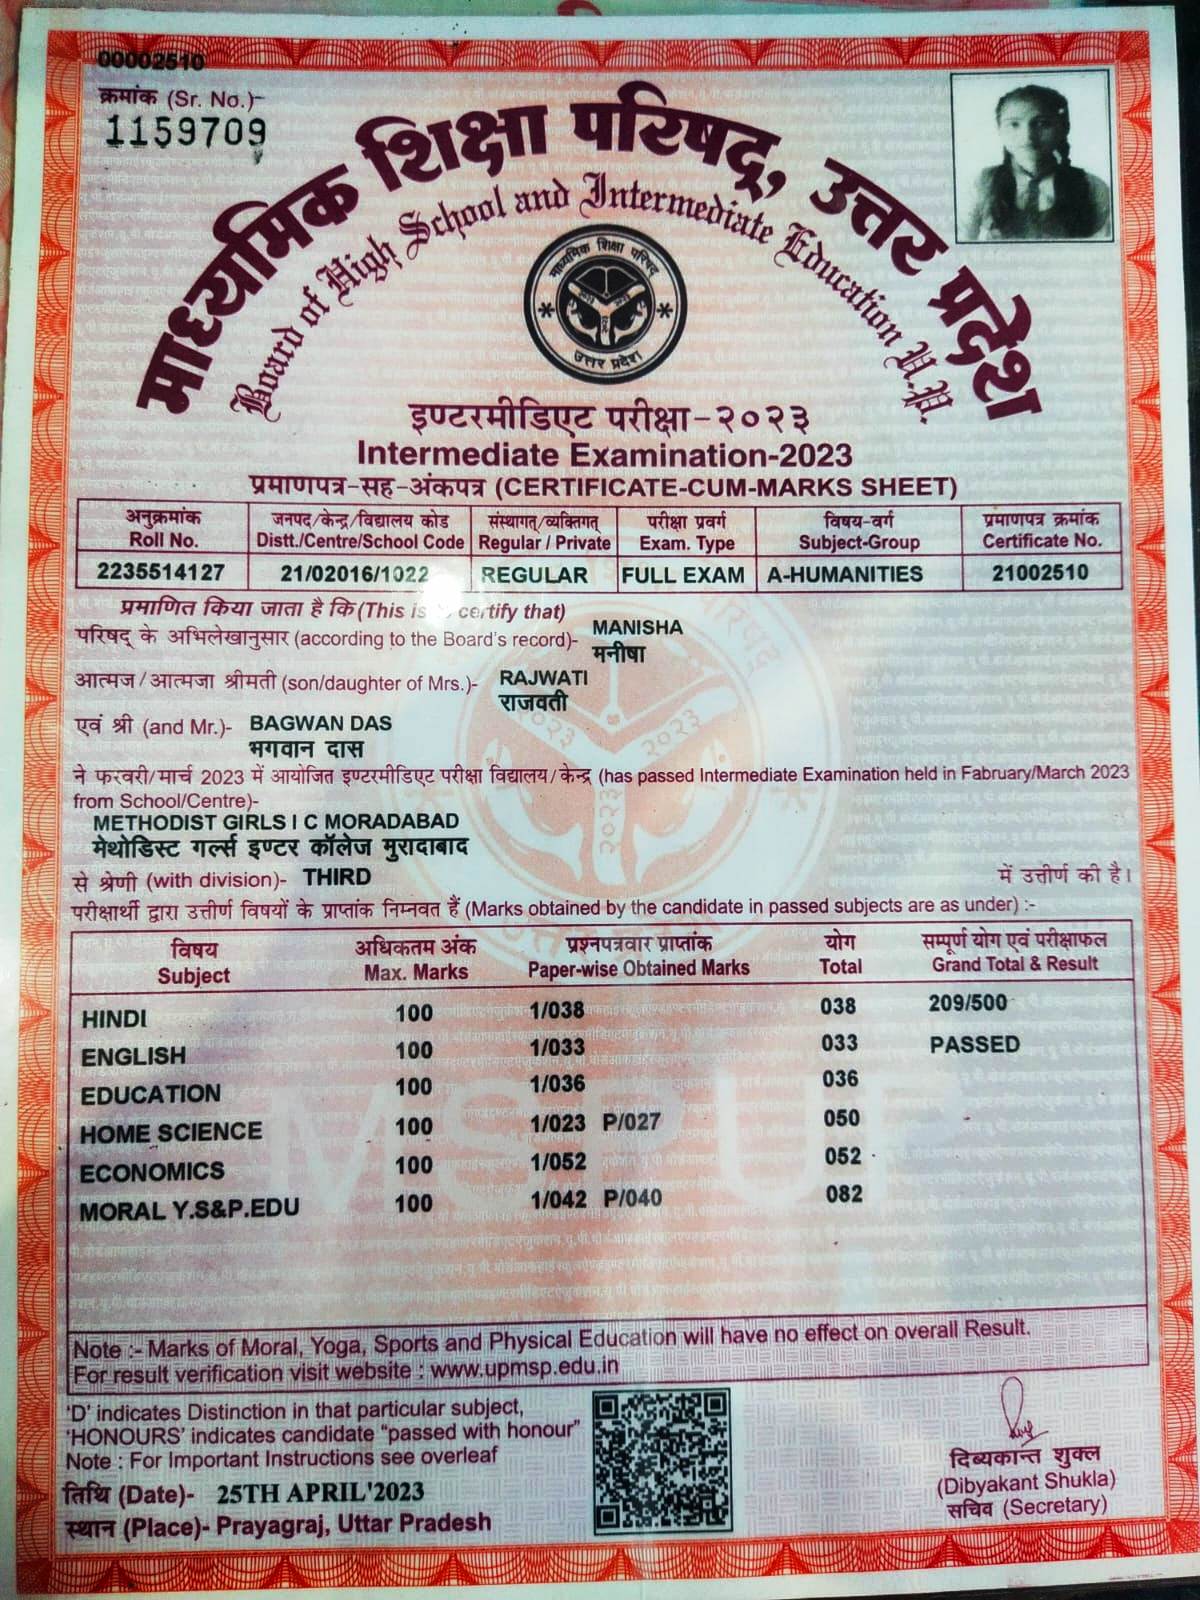 00002510
क्रमांक (Sr. No.)-
1159709
माध्यमिक शिक्षा परिषद्, उत्तर प्रदेश
Board of High School and Intermediate Education U.P.
माध्यमिक शिक्षा परिषद
उत्तर प्रदेश
इण्टरमीडिएट परीक्षा-२०२३
Intermediate Examination-2023
प्रमाणपत्र-सह-अंकपत्र (CERTIFICATE-CUM-MARKS SHEET)
अनुक्रमांक जनपद/केन्द्र/विद्यालय कोड संस्थागत्/व्यक्तिगत् परीक्षा प्रवर्ग विषय-वर्ग प्रमाणपत्र क्रमांक
Roll No. Distt./Centre/School Code Regular / Private Exam. Type Subject-Group Certificate No.
2235514127 21/02016/1022 REGULAR FULL EXAM A-HUMANITIES 21002510
प्रमाणित किया जाता है कि (This is certify that)
परिषद् के अभिलेखानुसार (according to the Board's record)- MANISHA
मनीषा
आत्मज/आत्मजा श्रीमती (son/daughter of Mrs.)- RAJWATI
राजवती
एवं श्री (and Mr.)- BAGWAN DAS
भगवान दास
ने फरवरी/मार्च 2023 में आयोजित इण्टरमीडिएट परीक्षा विद्यालय/केन्द्र (has passed Intermediate Examination held in Fabruary/March 2023
from School/Centre)-
METHODIST GIRLS I C MORADABAD
मेथोडिस्ट गर्ल्स इण्टर कॉलेज मुरादाबाद
से श्रेणी (with division)- THIRD में उत्तीर्ण की है।
परीक्षार्थी द्वारा उत्तीर्ण विषयों के प्राप्तांक निम्नवत हैं (Marks obtained by the candidate in passed subjects are as under) :-
विषय अधिकतम अंक प्रश्नपत्रवार प्राप्तांक योग सम्पूर्ण योग एवं परीक्षाफल
Subject Max. Marks Paper-wise Obtained Marks Total Grand Total & Result
HINDI 100 1/038 038 209/500
ENGLISH 100 1/033 033 PASSED
EDUCATION 100 1/036 036
HOME SCIENCE 100 1/023 P/027 050
ECONOMICS 100 1/052 052
MORAL Y.S&P.EDU 100 1/042 P/040 082
MSPUP
Note :- Marks of Moral, Yoga, Sports and Physical Education will have no effect on overall Result.
For result verification visit website : www.upmsp.edu.in
'D' indicates Distinction in that particular subject,
'HONOURS' indicates candidate "passed with honour"
Note : For Important Instructions see overleaf
तिथि (Date)- 25TH APRIL'2023
स्थान (Place)- Prayagraj, Uttar Pradesh
दिब्यकान्त शुक्ल
(Dibyakant Shukla)
सचिव (Secretary)